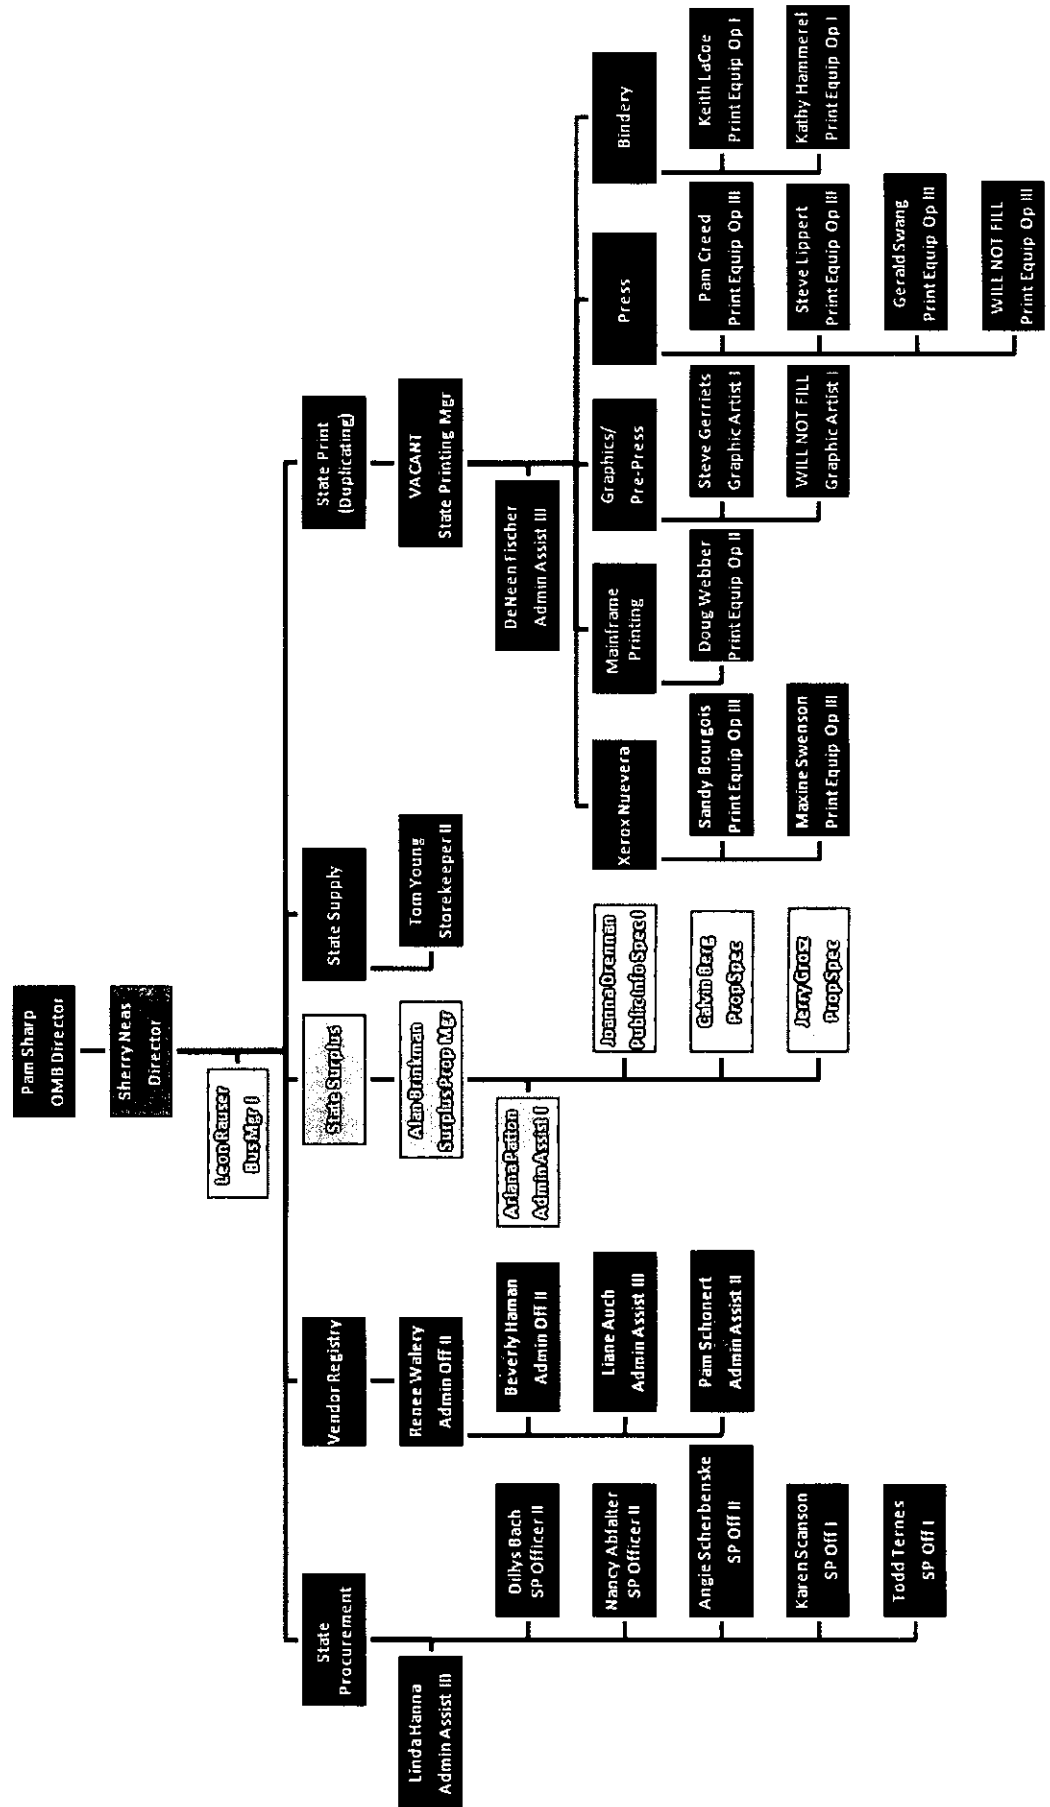 Pam Sharp
OMB Director
Sherry Neas
Director
Leon Rauser
Bus Mgr I
State
Procurement
Linda Hanna
Admin Assist III
Dillys Bach
SP Officer II
Nancy Abfalter
SP Officer II
Angie Scherbenske
SP Off II
Karen Scanson
SP Off I
Todd Ternes
SP Off I
Vendor Registry
Renee Walery
Admin Off II
Beverly Haman
Admin Off II
Liane Auch
Admin Assist III
Pam Schonert
Admin Assist II
State Surplus
Alan Brinkman
Surplus Prop Mgr
Ariana Patton
Admin Assist I
Joanna Drennan
Public Info Spec I
Calvin Berg
Prop Spec
Jerry Grosz
Prop Spec
State Supply
Tom Young
Storekeeper II
State Print
(Duplicating)
VACANT
State Printing Mgr
DeNeen Fischer
Admin Assist III
Xerox Nuevera
Sandy Bourgois
Print Equip Op III
Maxine Swenson
Print Equip Op III
Mainframe
Printing
Doug Webber
Print Equip Op II
Graphics/
Pre-Press
Steve Gerriets
Graphic Artist I
WILL NOT FILL
Graphic Artist I
Press
Pam Creed
Print Equip Op III
Steve Lippert
Print Equip Op III
Gerald Swang
Print Equip Op III
WILL NOT FILL
Print Equip Op III
Bindery
Keith LaCoe
Print Equip Op I
Kathy Hammerel
Print Equip Op I